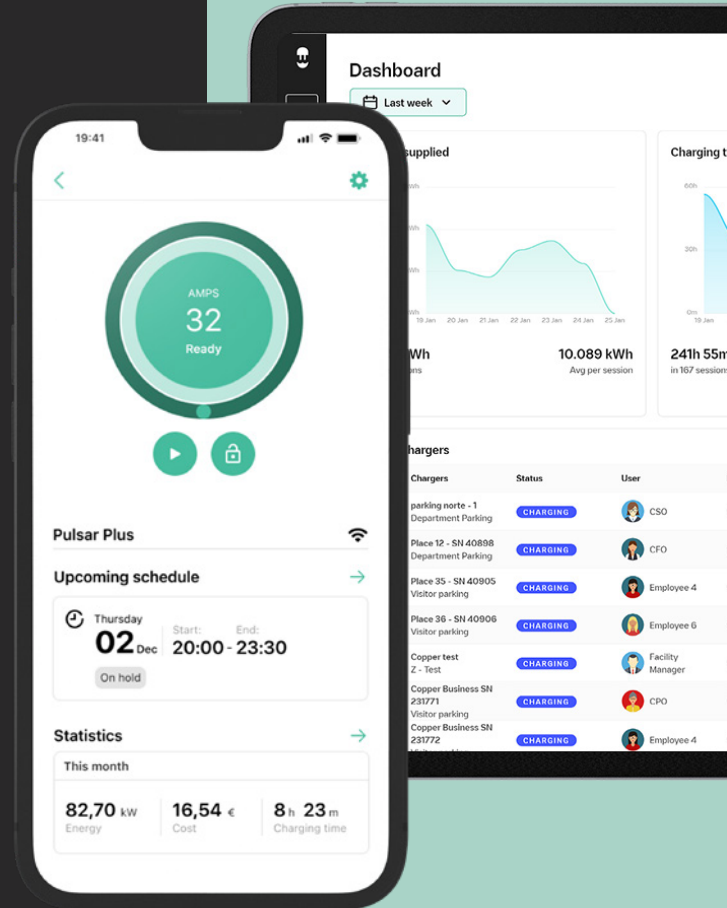 19:41
AMPS
32
Ready
Pulsar Plus
Upcoming schedule
Thursday
02 Dec
Start:
End:
20:00 - 23:30
On hold
Statistics
This month
82,70 kW
16,54 €
8 h 23 m
Energy
Cost
Charging time
Dashboard
Last week
supplied
Wh
Wh
Wh
Wh
19 Jan
20 Jan
21 Jan
22 Jan
23 Jan
24 Jan
25 Jan
Wh
10.089 kWh
ons
Avg per session
Charging t
60h
30h
0m
19 Jan
241h 55m
in 167 sessions
hargers
Chargers
Status
User
parking norte - 1
Department Parking
CHARGING
CSO
Place 12 - SN 40898
Department Parking
CHARGING
CFO
Place 35 - SN 40905
Visitor parking
CHARGING
Employee 4
Place 36 - SN 40906
Visitor parking
CHARGING
Employee 6
Copper test
Z - Test
CHARGING
Facility
Manager
Copper Business SN
231771
Visitor parking
CHARGING
CPO
Copper Business SN
231772
CHARGING
Employee 4